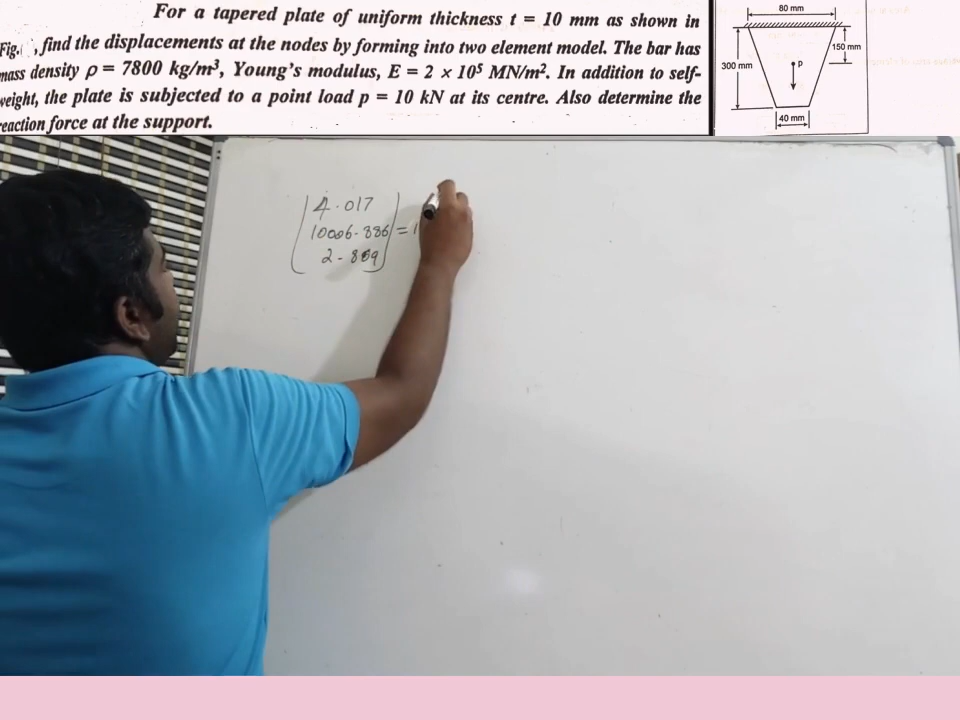 For a tapered plate of uniform thickness t = 10 mm as shown in
Fig. , find the displacements at the nodes by forming into two element model. The bar has
mass density ρ = 7800 kg/m³, Young's modulus, E = 2 × 10⁵ MN/m². In addition to self-
weight, the plate is subjected to a point load p = 10 kN at its centre. Also determine the
reaction force at the support.
80 mm
150 mm
300 mm
P
40 mm
4.017
10006.886 =
2.869